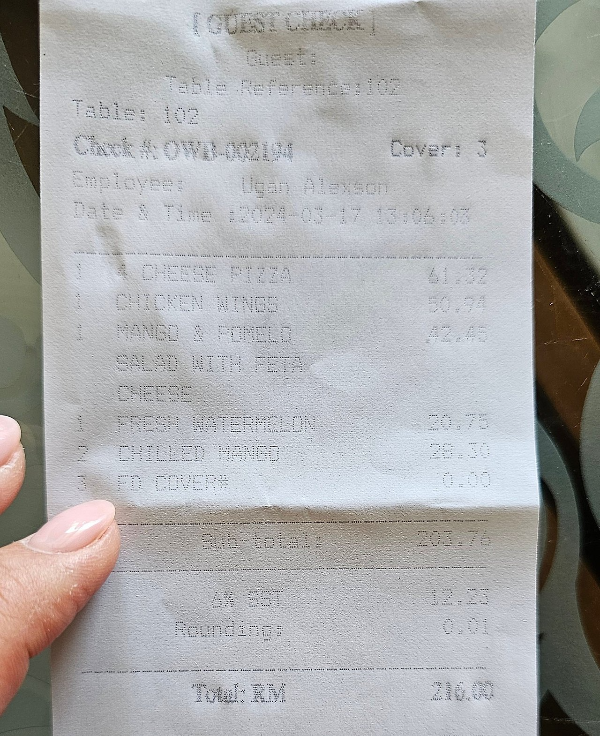 [ GUEST CHECK ]
Guest:
Table Reference:102
Table: 102
Check #: OWB-002194 Cover: 3
Employee: Ugan Alexson
Date & Time :2024-03-17 13:06:03
1 4 CHEESE PIZZA 61.32
1 CHICKEN WINGS 50.94
1 MANGO & POMELO 42.45
SALAD WITH FETA
CHEESE
1 FRESH WATERMELON 20.75
2 CHILLED MANGO 28.30
3 FD COVER# 0.00
Sub total: 203.76
6% SST 12.23
Rounding: 0.01
Total: RM 216.00